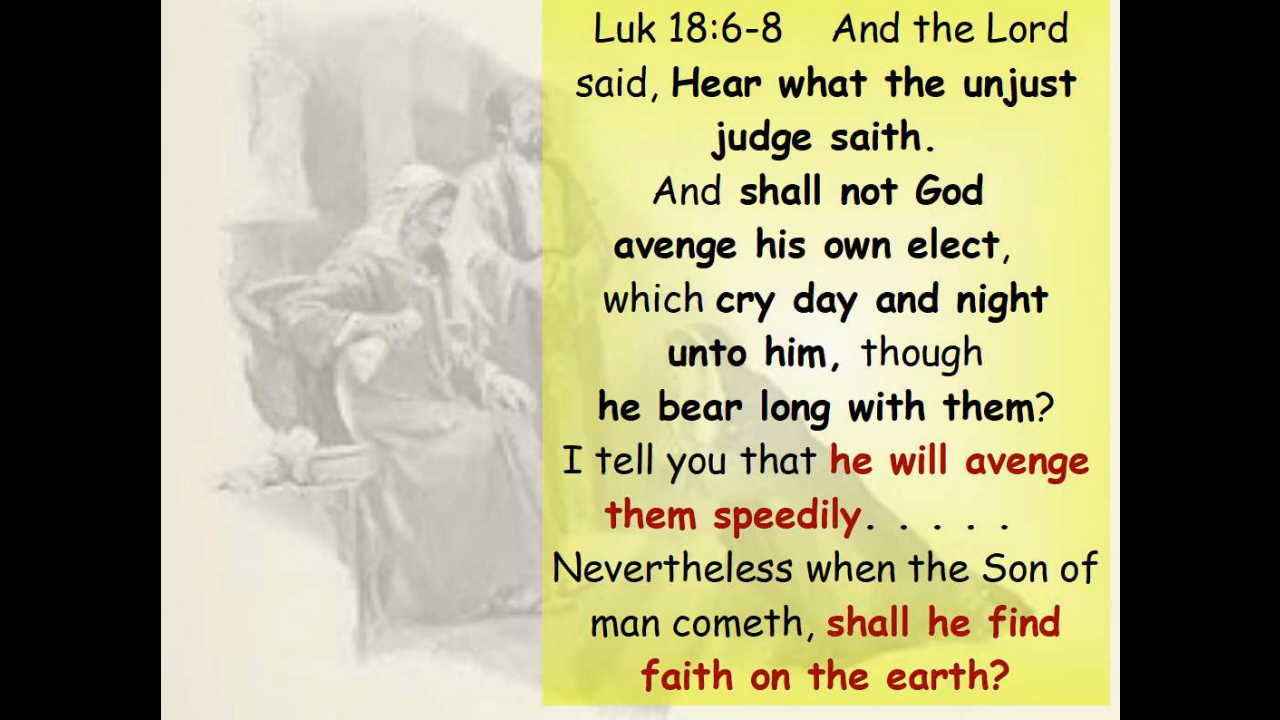 Luk 18:6-8 And the Lord
said, Hear what the unjust
judge saith.
And shall not God
avenge his own elect,
which cry day and night
unto him, though
he bear long with them?
I tell you that he will avenge
them speedily. . . . .
Nevertheless when the Son of
man cometh, shall he find
faith on the earth?